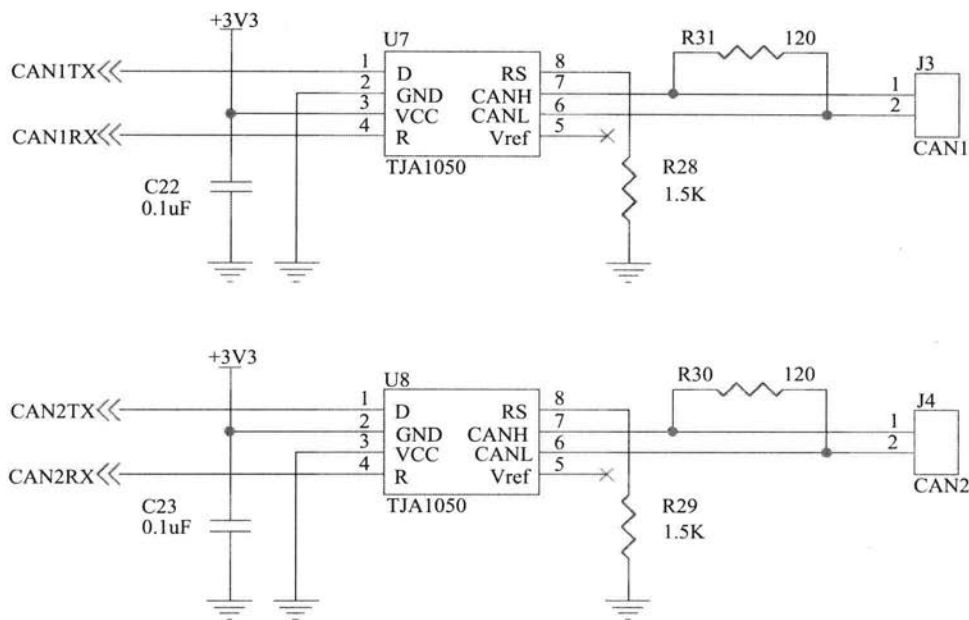 +3V3
U7
R31 120
CAN1TX 1 D RS 8
2 GND CANH 7
3 VCC CANL 6
CAN1RX 4 R Vref 5
TJA1050
J3
1
2
CAN1
C22
0.1uF
R28
1.5K
+3V3
U8
R30 120
CAN2TX 1 D RS 8
2 GND CANH 7
3 VCC CANL 6
CAN2RX 4 R Vref 5
TJA1050
J4
1
2
CAN2
C23
0.1uF
R29
1.5K